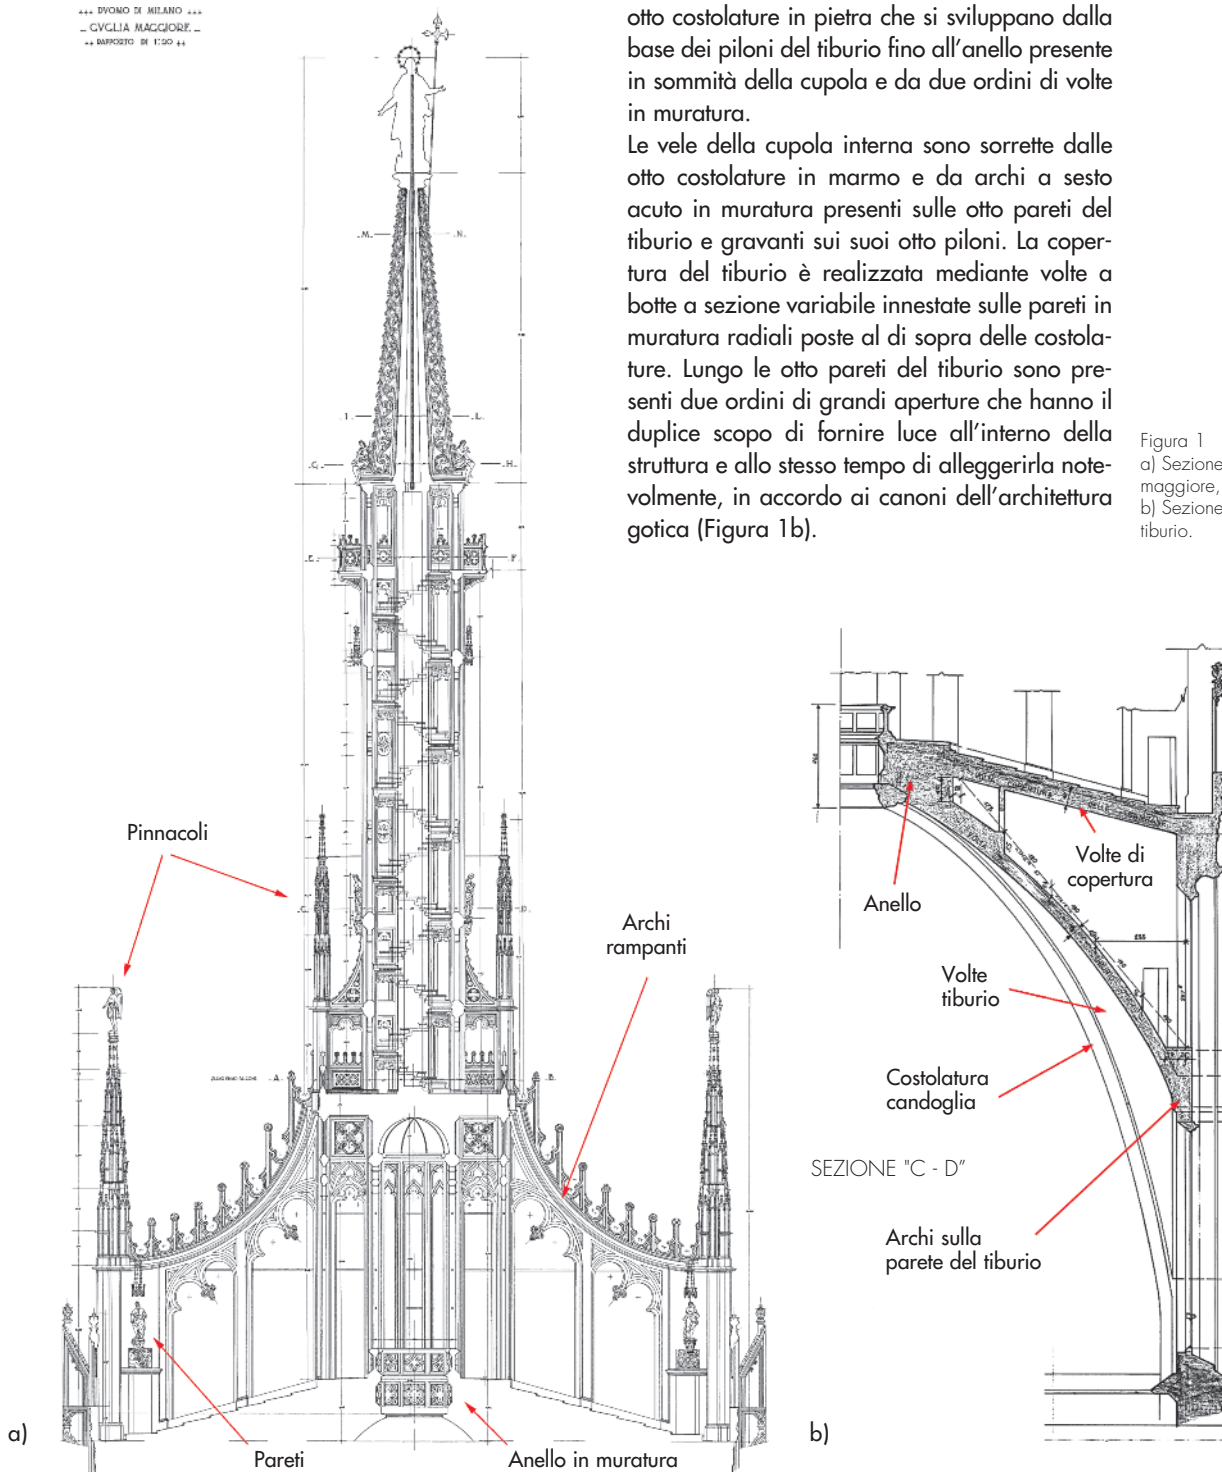 DVOMO DI MILANO
GVGLIA MAGGIORE
RAPPORTO DI 1:20
otto costolature in pietra che si sviluppano dalla
base dei piloni del tiburio fino all'anello presente
in sommità della cupola e da due ordini di volte
in muratura.
Le vele della cupola interna sono sorrette dalle
otto costolature in marmo e da archi a sesto
acuto in muratura presenti sulle otto pareti del
tiburio e gravanti sui suoi otto piloni. La coper-
tura del tiburio è realizzata mediante volte a
botte a sezione variabile innestate sulle pareti in
muratura radiali poste al di sopra delle costola-
ture. Lungo le otto pareti del tiburio sono pre-
senti due ordini di grandi aperture che hanno il
duplice scopo di fornire luce all'interno della
struttura e allo stesso tempo di alleggerirla note-
volmente, in accordo ai canoni dell'architettura
gotica (Figura 1b).
Figura 1
a) Sezione
maggiore,
b) Sezione
tiburio.
M. N.
I. L.
G. H.
E. F.
C. D.
A. B.
Pinnacoli
Archi
rampanti
Pareti
Anello in muratura
a)
Anello
Volte di
copertura
Volte
tiburio
Costolatura
candoglia
SEZIONE "C - D"
Archi sulla
parete del tiburio
b)